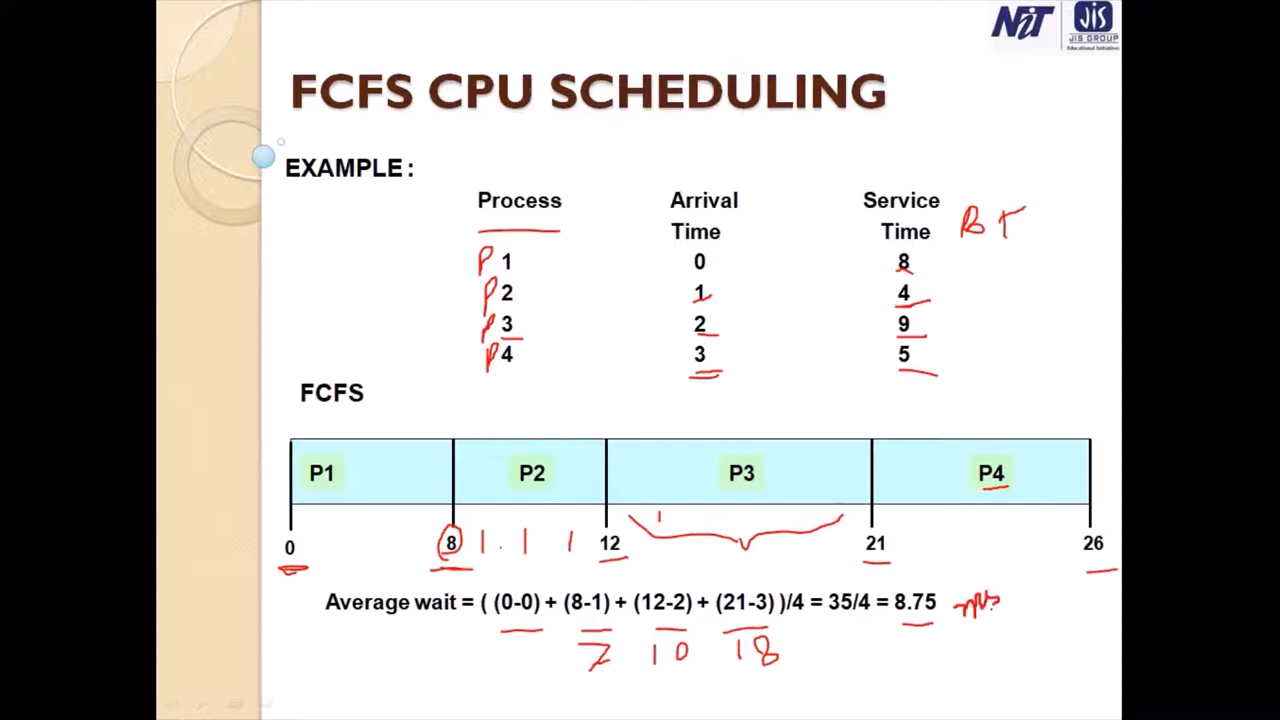 NiT JIS
JIS GROUP
Educational Initiatives
FCFS CPU SCHEDULING
EXAMPLE :
Process Arrival Service
Time Time BT
P 1 0 8
P 2 1 4
P 3 2 9
P 4 3 5
FCFS
P1 P2 P3 P4
0 8 12 21 26
Average wait = ( (0-0) + (8-1) + (12-2) + (21-3) )/4 = 35/4 = 8.75
7 10 18